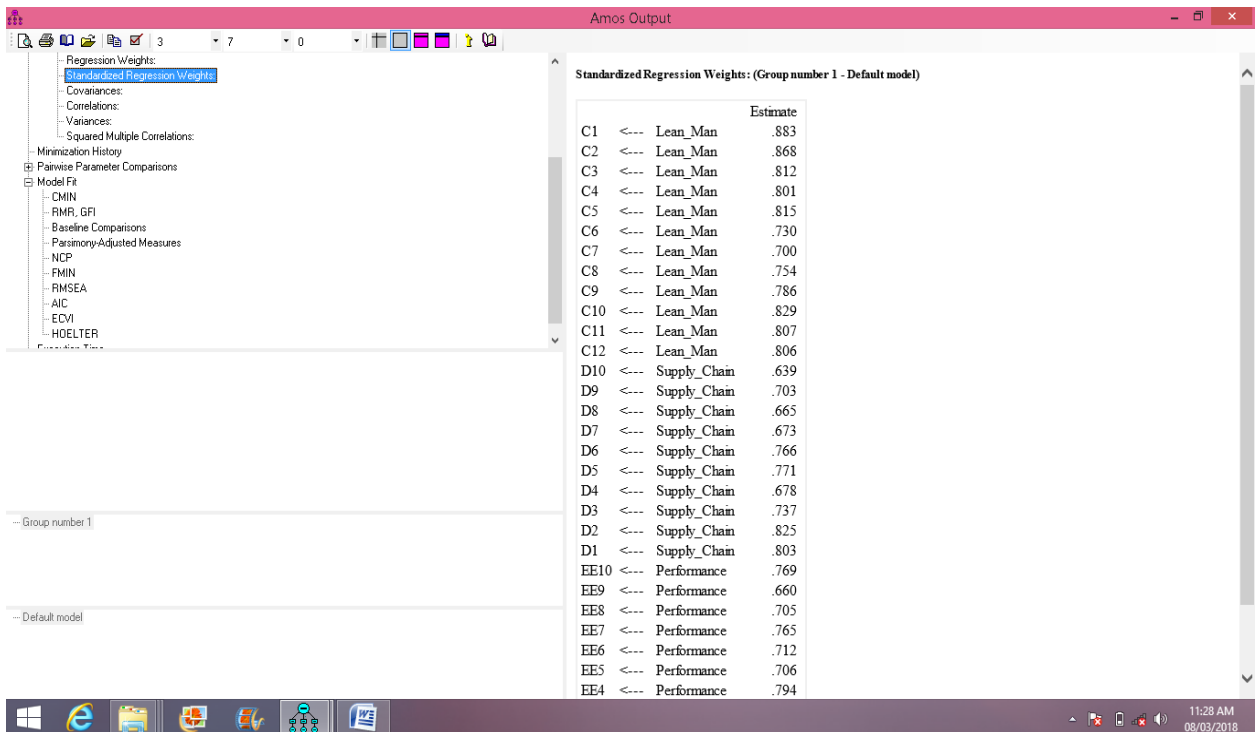 Amos Output
3 7 0
Regression Weights:
Standardized Regression Weights:
Covariances:
Correlations:
Variances:
Squared Multiple Correlations:
Minimization History
Pairwise Parameter Comparisons
Model Fit
CMIN
RMR, GFI
Baseline Comparisons
Parsimony-Adjusted Measures
NCP
FMIN
RMSEA
AIC
ECVI
HOELTER
Execution Time
Group number 1
Default model
Standardized Regression Weights: (Group number 1 - Default model)
Estimate
C1 <--- Lean_Man .883
C2 <--- Lean_Man .868
C3 <--- Lean_Man .812
C4 <--- Lean_Man .801
C5 <--- Lean_Man .815
C6 <--- Lean_Man .730
C7 <--- Lean_Man .700
C8 <--- Lean_Man .754
C9 <--- Lean_Man .786
C10 <--- Lean_Man .829
C11 <--- Lean_Man .807
C12 <--- Lean_Man .806
D10 <--- Supply_Chain .639
D9 <--- Supply_Chain .703
D8 <--- Supply_Chain .665
D7 <--- Supply_Chain .673
D6 <--- Supply_Chain .766
D5 <--- Supply_Chain .771
D4 <--- Supply_Chain .678
D3 <--- Supply_Chain .737
D2 <--- Supply_Chain .825
D1 <--- Supply_Chain .803
EE10 <--- Performance .769
EE9 <--- Performance .660
EE8 <--- Performance .705
EE7 <--- Performance .765
EE6 <--- Performance .712
EE5 <--- Performance .706
EE4 <--- Performance .794
11:28 AM
08/03/2018